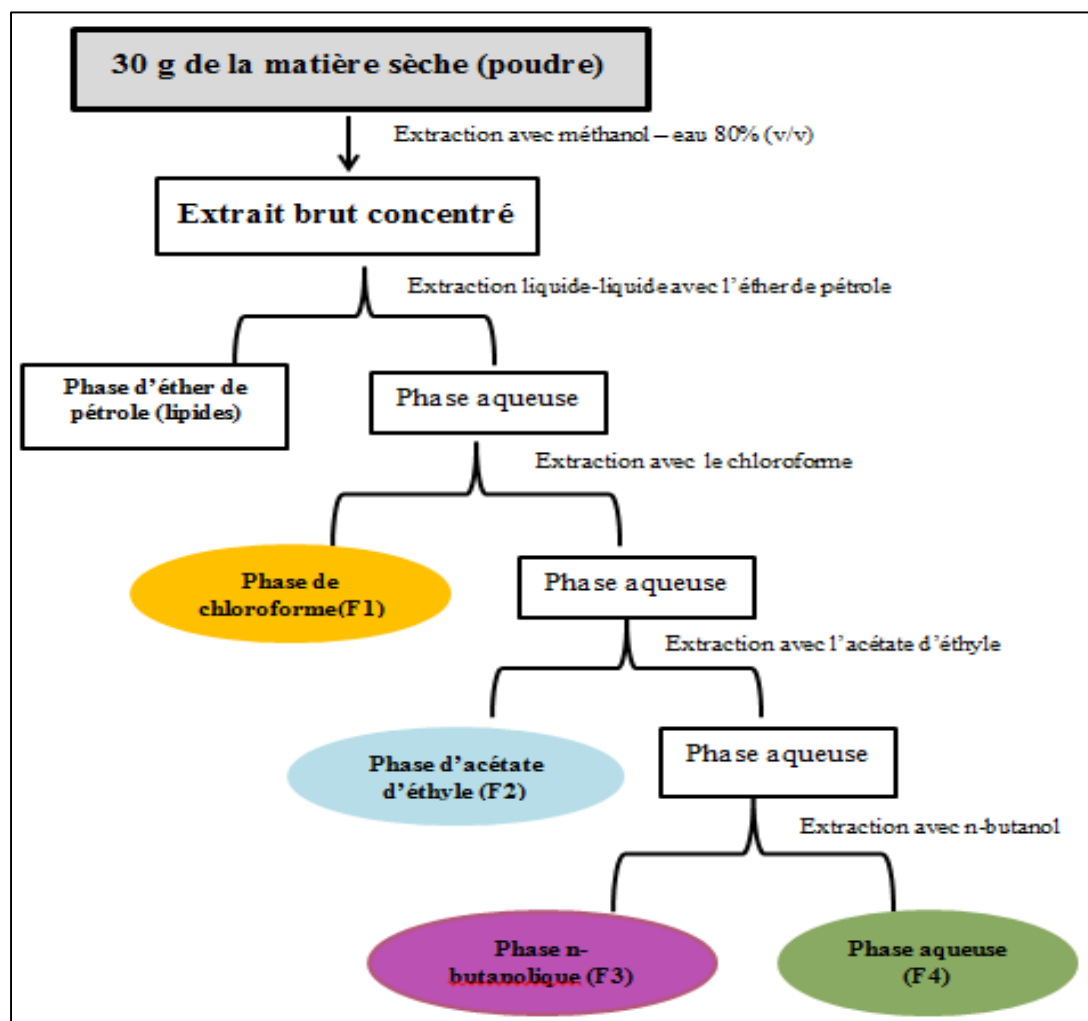 30 g de la matière sèche (poudre)
Extraction avec méthanol – eau 80% (v/v)
Extrait brut concentré
Extraction liquide-liquide avec l’éther de pétrole
Phase d’éther de
pétrole (lipides)
Phase aqueuse
Extraction avec le chloroforme
Phase de
chloroforme(F1)
Phase aqueuse
Extraction avec l’acétate d’éthyle
Phase d’acétate
d’éthyle (F2)
Phase aqueuse
Extraction avec n-butanol
Phase n-
butanolique (F3)
Phase aqueuse
(F4)